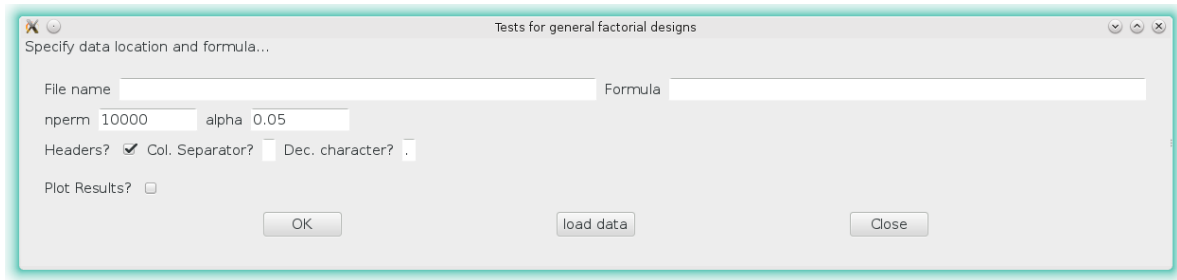 Tests for general factorial designs
Specify data location and formula...
File name Formula
nperm 10000 alpha 0.05
Headers? Col. Separator? Dec. character? .
Plot Results?
OK load data Close